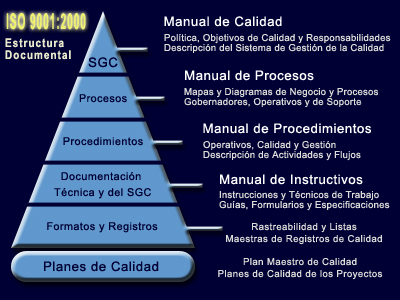 ISO 9001:2000
Estructura
Documental
SGC
Manual de Calidad
Política, Objetivos de Calidad y Responsabilidades
Descripción del Sistema de Gestión de la Calidad
Procesos
Manual de Procesos
Mapas y Diagramas de Negocio y Procesos
Gobernadores, Operativos y de Soporte
Procedimientos
Manual de Procedimientos
Operativos, Calidad y Gestión
Descripción de Actividades y Flujos
Documentación
Técnica y del SGC
Manual de Instructivos
Instrucciones y Técnicos de Trabajo
Guías, Formularios y Especificaciones
Formatos y Registros
Rastreabilidad y Listas
Maestras de Registros de Calidad
Planes de Calidad
Plan Maestro de Calidad
Planes de Calidad de los Proyectos